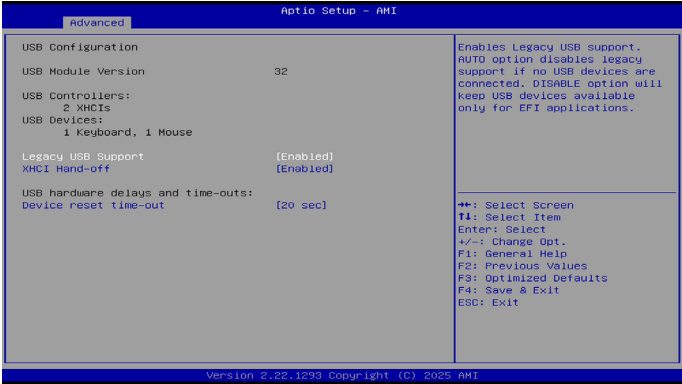 Aptio Setup – AMI
Advanced
USB Configuration
USB Module Version 32
USB Controllers:
2 XHCIs
USB Devices:
1 Keyboard, 1 Mouse
Legacy USB Support [Enabled]
XHCI Hand-off [Enabled]
USB hardware delays and time-outs:
Device reset time-out [20 sec]
Enables Legacy USB support.
AUTO option disables legacy
support if no USB devices are
connected. DISABLE option will
keep USB devices available
only for EFI applications.
→←: Select Screen
↑↓: Select Item
Enter: Select
+/-: Change Opt.
F1: General Help
F2: Previous Values
F3: Optimized Defaults
F4: Save & Exit
ESC: Exit
Version 2.22.1293 Copyright (C) 2025 AMI